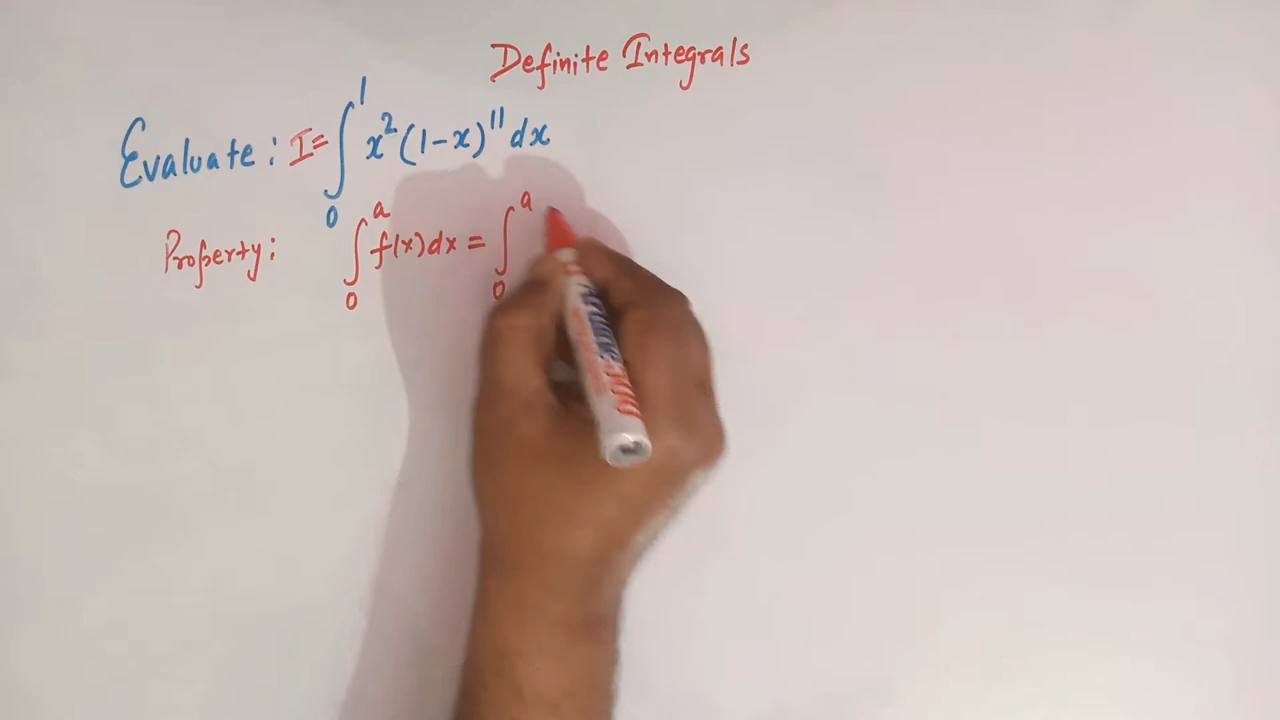 Definite Integrals
Evaluate: I = ∫₀¹ x²(1-x)¹¹ dx
Property: ∫₀ᵃ f(x)dx = ∫₀ᵃ